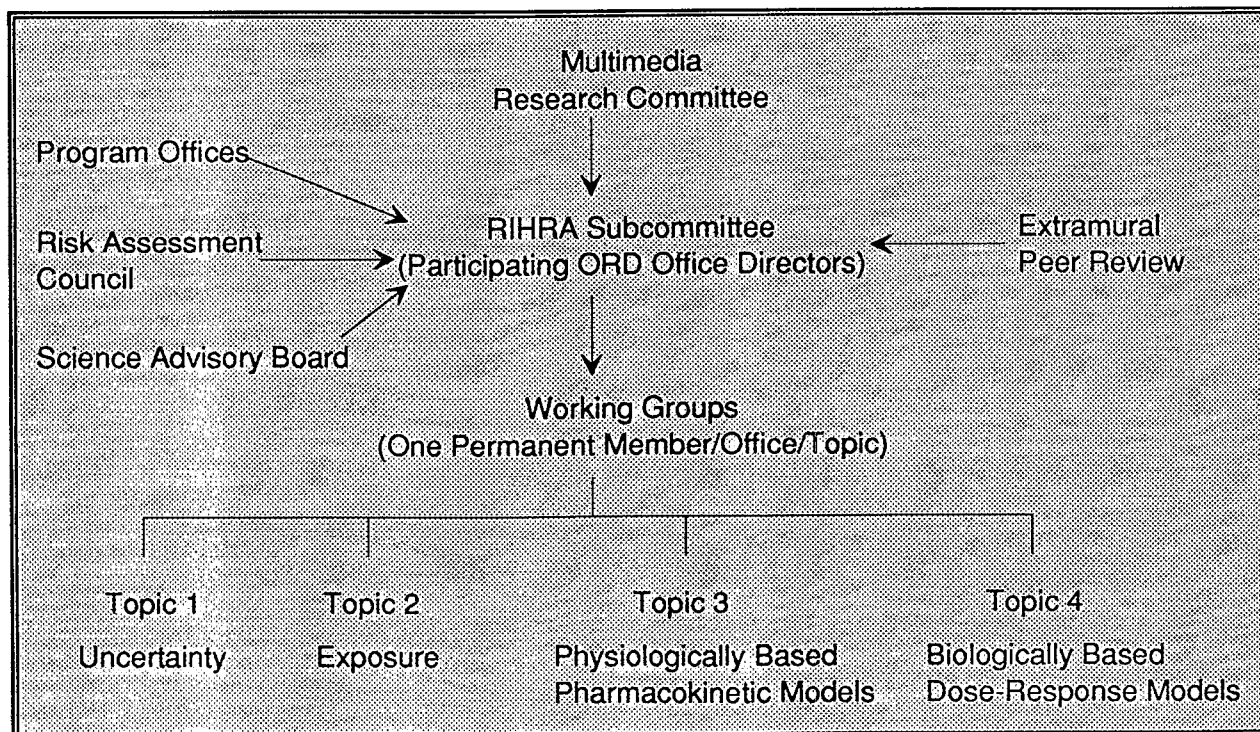 Multimedia
Research Committee
Program Offices
RIHRA Subcommittee
(Participating ORD Office Directors)
Risk Assessment
Council
Extramural
Peer Review
Science Advisory Board
Working Groups
(One Permanent Member/Office/Topic)
Topic 1
Uncertainty
Topic 2
Exposure
Topic 3
Physiologically Based
Pharmacokinetic Models
Topic 4
Biologically Based
Dose-Response Models